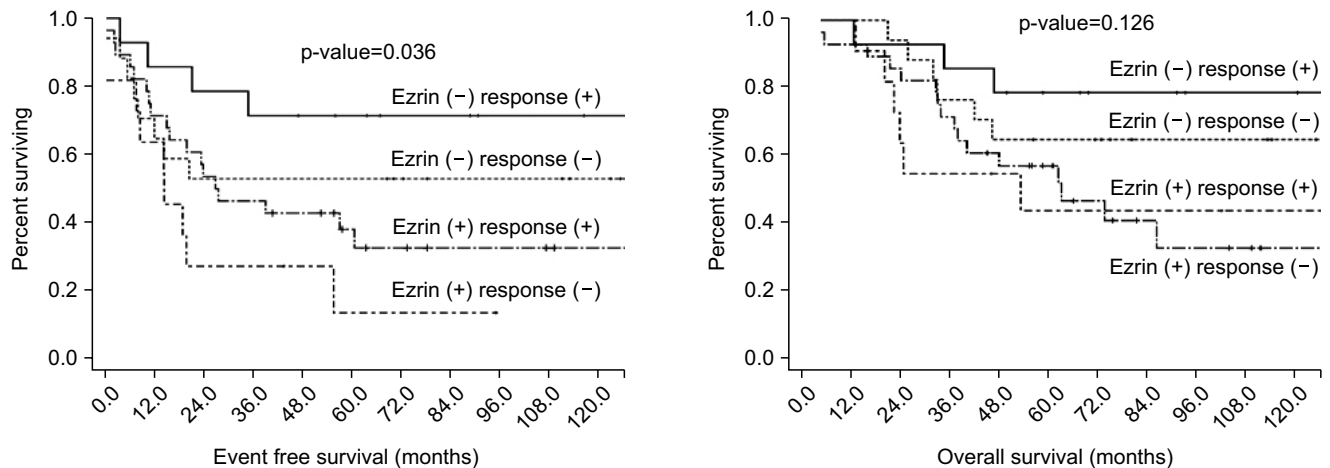 1.0
0.8
0.6
0.4
0.2
0.0
Percent surviving
p-value=0.036
Ezrin (−) response (+)
Ezrin (−) response (−)
Ezrin (+) response (+)
Ezrin (+) response (−)
0.0 12.0 24.0 36.0 48.0 60.0 72.0 84.0 96.0 108.0 120.0
Event free survival (months)
1.0
0.8
0.6
0.4
0.2
0.0
Percent surviving
p-value=0.126
Ezrin (−) response (+)
Ezrin (−) response (−)
Ezrin (+) response (+)
Ezrin (+) response (−)
0.0 12.0 24.0 36.0 48.0 60.0 72.0 84.0 96.0 108.0 120.0
Overall survival (months)